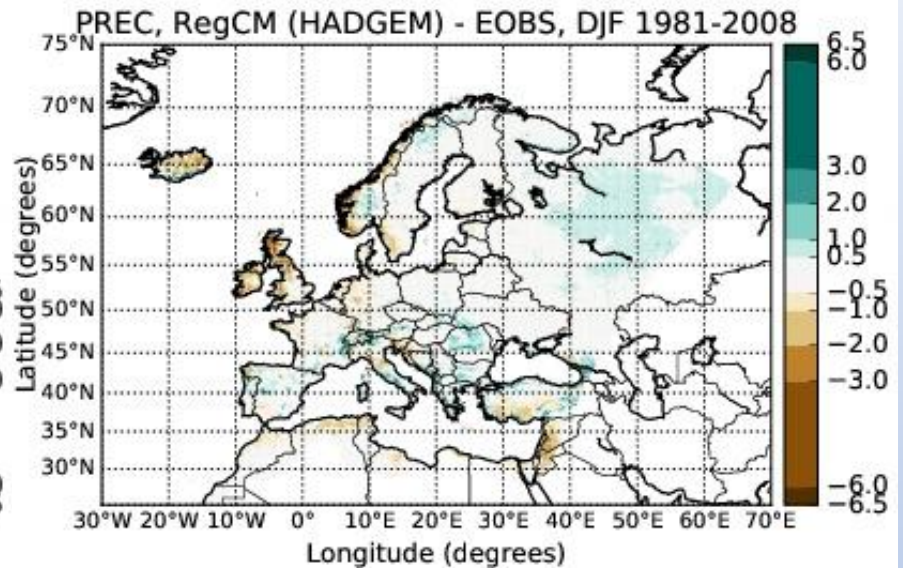 PREC, RegCM (HADGEM) - EOBS, DJF 1981-2008
75°N
70°N
65°N
60°N
55°N
50°N
45°N
40°N
35°N
30°N
Latitude (degrees)
30°W 20°W 10°W 0° 10°E 20°E 30°E 40°E 50°E 60°E 70°E
Longitude (degrees)
6.5
6.0
3.0
2.0
1.0
0.5
−0.5
−1.0
−2.0
−3.0
−6.0
−6.5